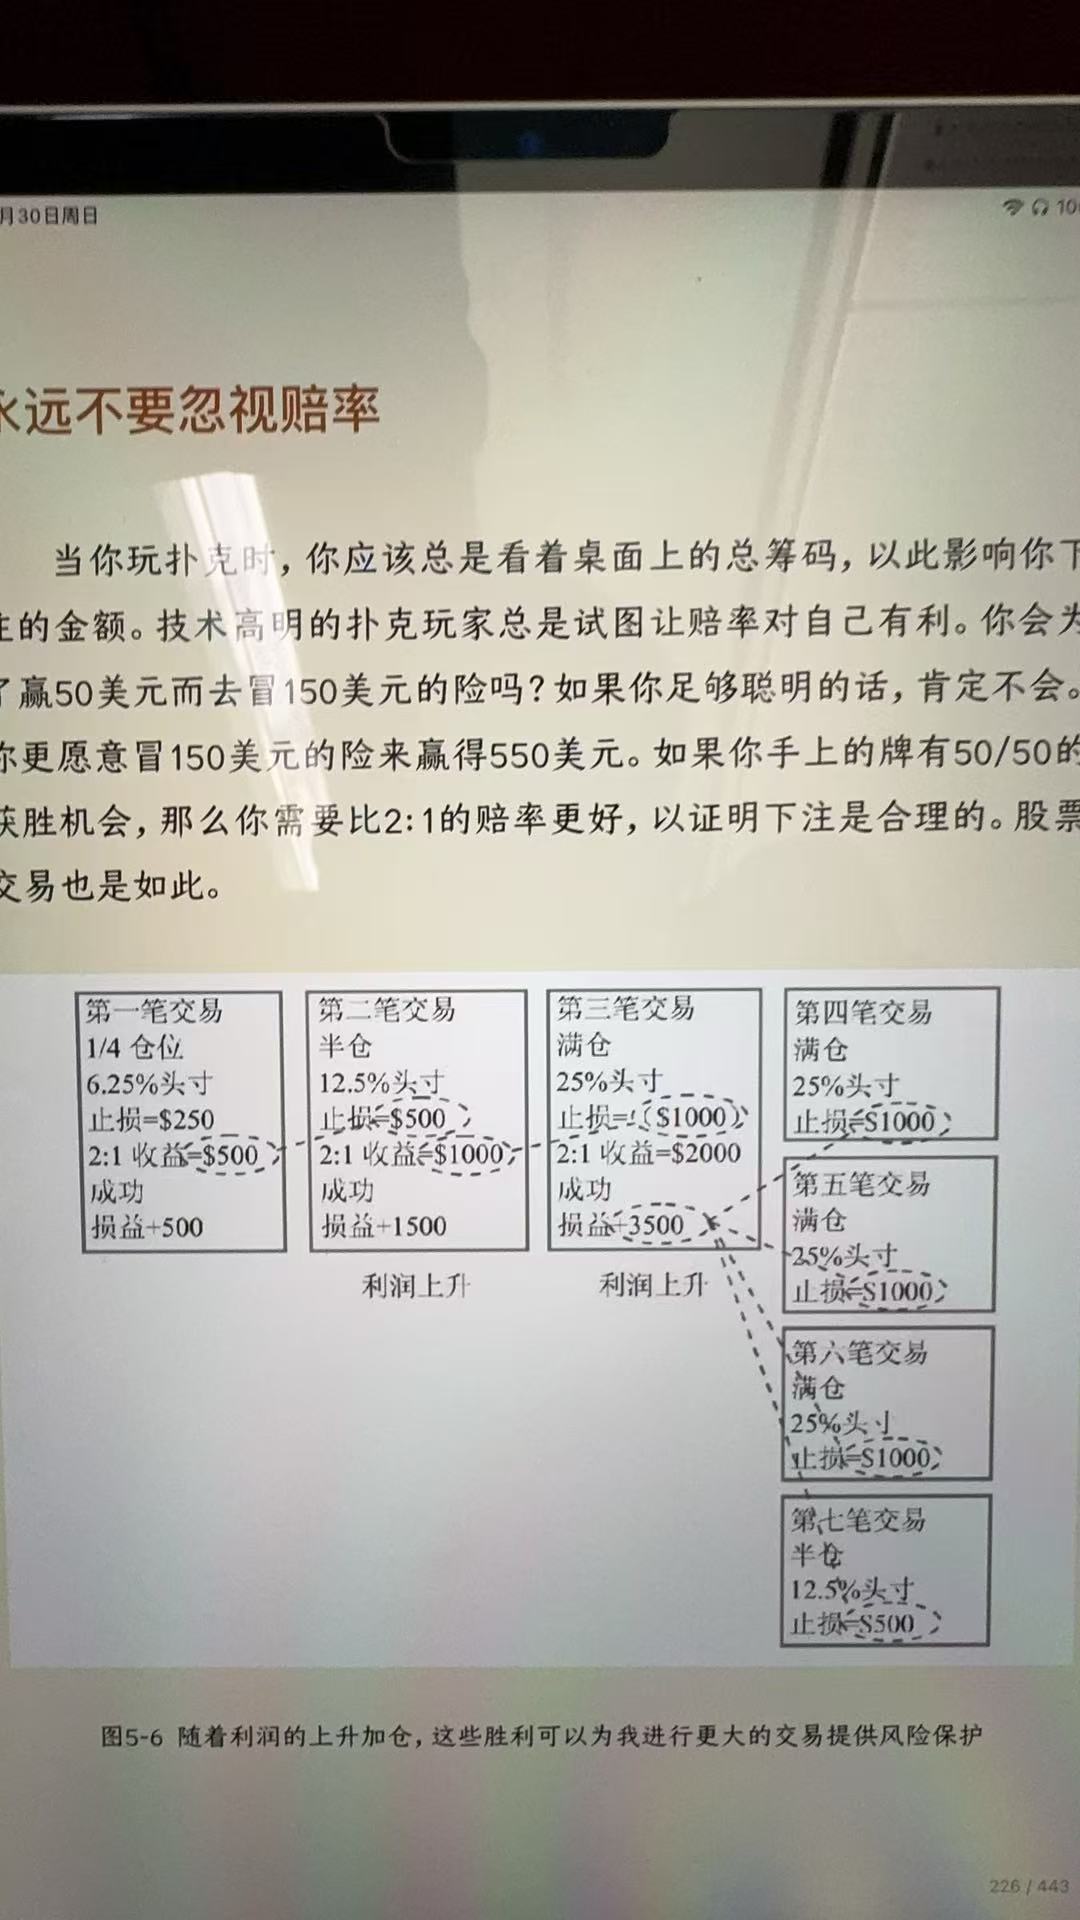 月30日周日
10
永远不要忽视赔率
当你玩扑克时，你应该总是看着桌面上的总筹码，以此影响你下
注的金额。技术高明的扑克玩家总是试图让赔率对自己有利。你会为
了赢50美元而去冒150美元的险吗？如果你足够聪明的话，肯定不会。
你更愿意冒150美元的险来赢得550美元。如果你手上的牌有50/50的
获胜机会，那么你需要比2:1的赔率更好，以证明下注是合理的。股票
交易也是如此。
第一笔交易
1/4 仓位
6.25%头寸
止损=$250
2:1 收益=$500
成功
损益+500
第二笔交易
半仓
12.5%头寸
止损=$500
2:1 收益=$1000
成功
损益+1500
利润上升
第三笔交易
满仓
25%头寸
止损=($1000)
2:1 收益=$2000
成功
损益+3500
利润上升
第四笔交易
满仓
25%头寸
止损=$1000
第五笔交易
满仓
25%头寸
止损=$1000
第六笔交易
满仓
25%头寸
止损=$1000
第七笔交易
半仓
12.5%头寸
止损=$500
图5-6 随着利润的上升加仓，这些胜利可以为我进行更大的交易提供风险保护
226 / 443